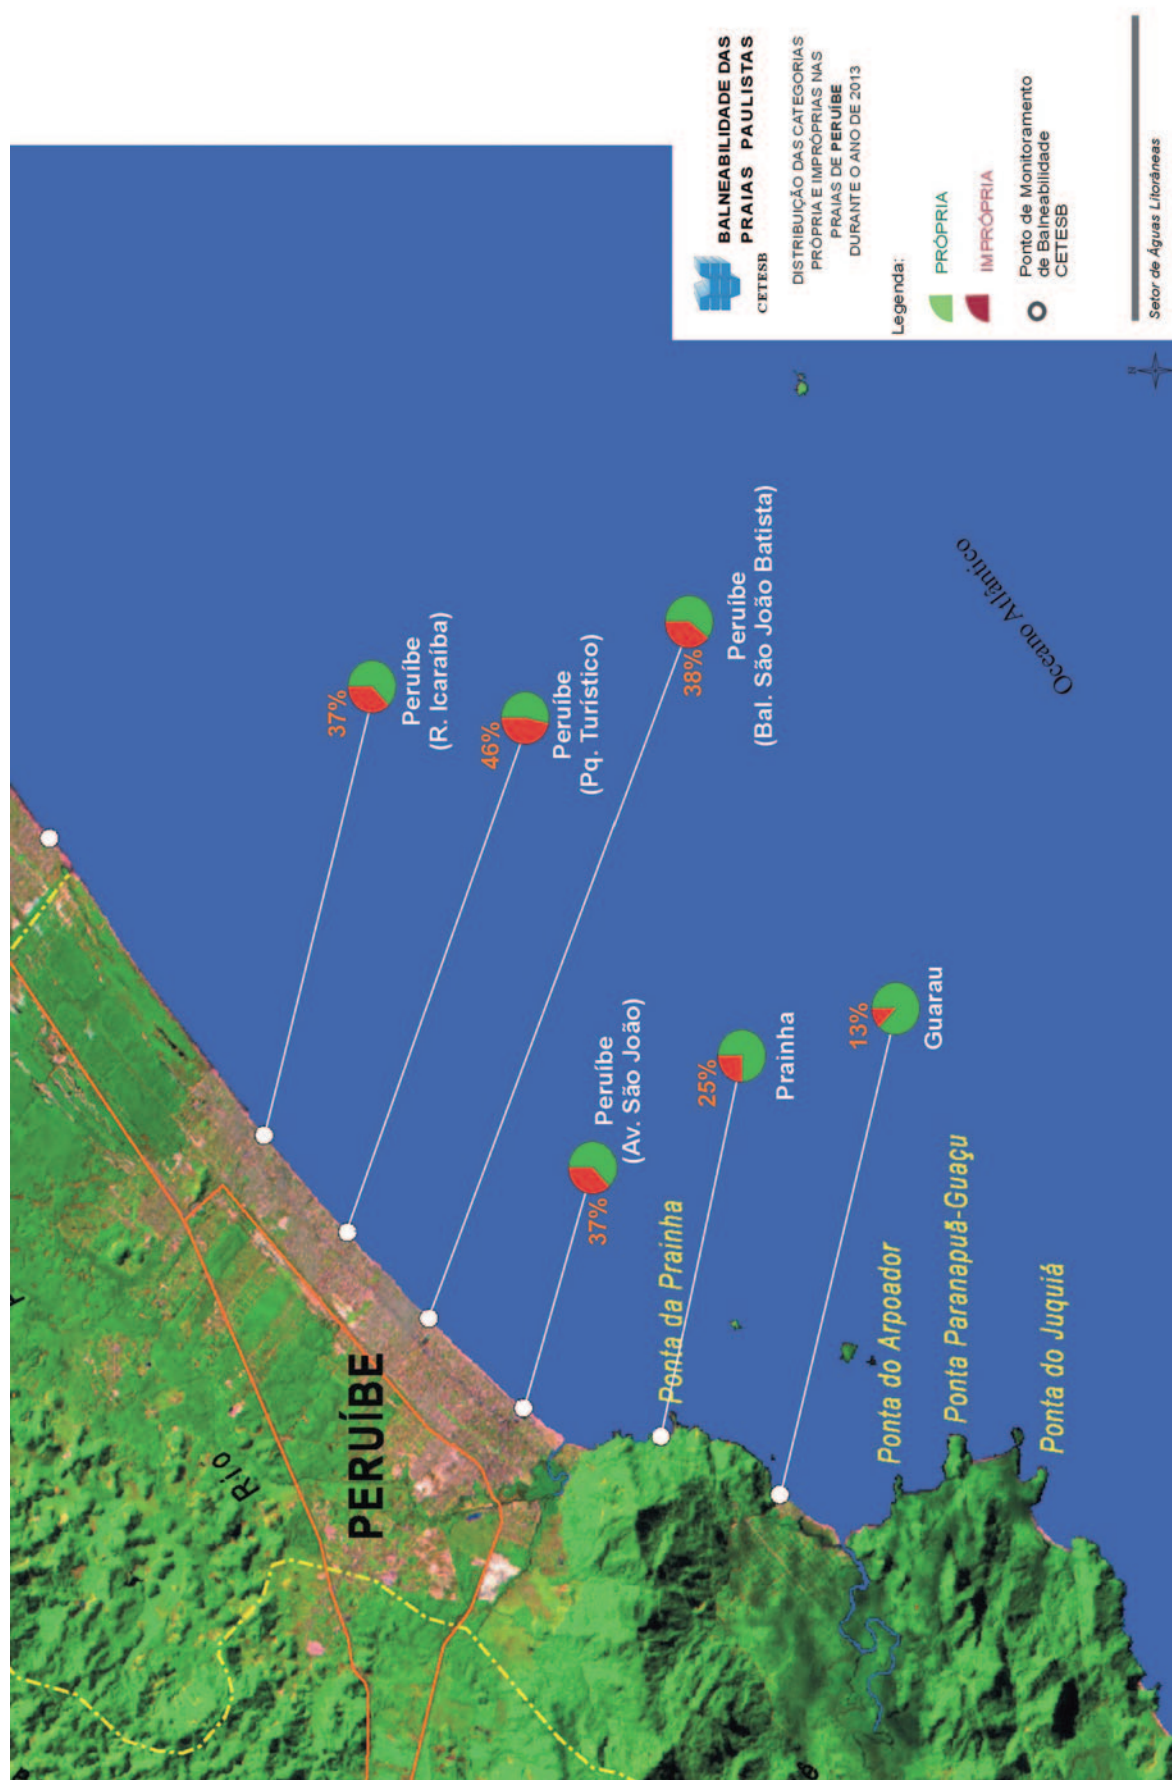 BALNEABILIDADE DAS
PRAIAS PAULISTAS
CETESB
DISTRIBUIÇÃO DAS CATEGORIAS
PRÓPRIA E IMPRÓPRIAS NAS
PRAIAS DE PERUÍBE
DURANTE O ANO DE 2013
Legenda:
PRÓPRIA
IMPRÓPRIA
Ponto de Monitoramento
de Balneabilidade
CETESB
Setor de Águas Litorâneas
N
37%
Peruíbe
(R. Icaraíba)
46%
Peruíbe
(Pq. Turístico)
38%
Peruíbe
(Bal. São João Batista)
37%
Peruíbe
(Av. São João)
25%
Prainha
13%
Guarau
Oceano Atlântico
PERUÍBE
Rio
Ponta da Prainha
Ponta do Arpoador
Ponta Paranapuã-Guaçu
Ponta do Juquiá